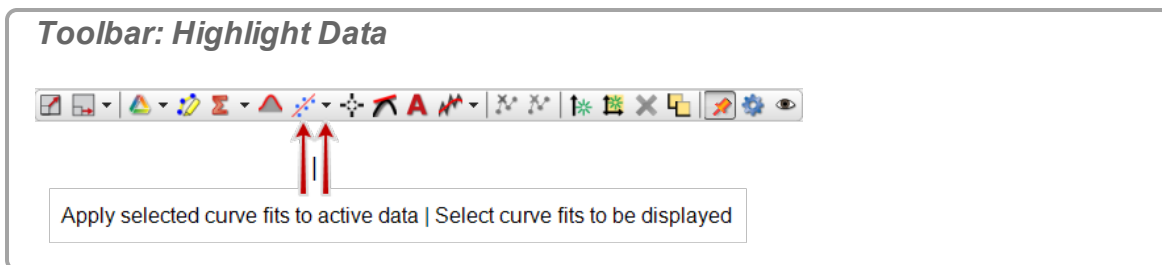 Toolbar: Highlight Data
A
|
Apply selected curve fits to active data | Select curve fits to be displayed